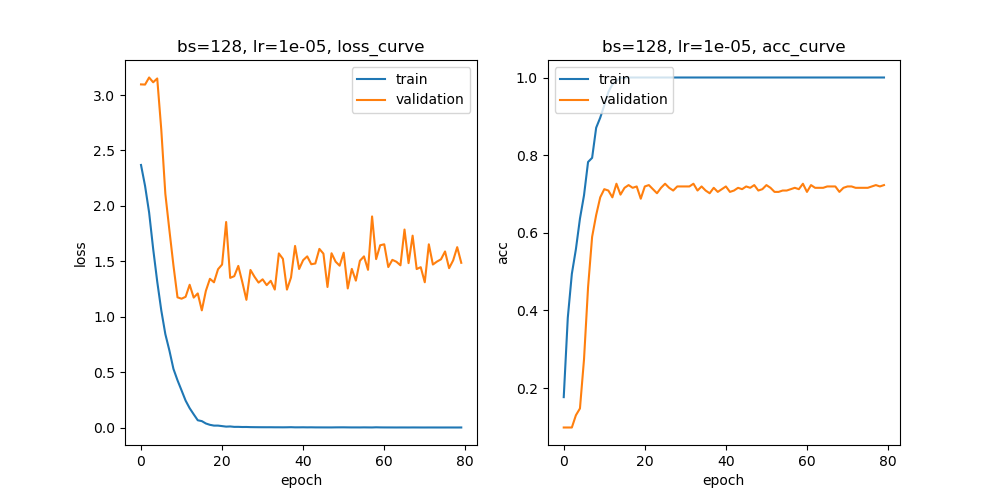 bs=128, lr=1e-05, loss_curve
train
validation
3.0
2.5
2.0
1.5
1.0
0.5
0.0
loss
0 20 40 60 80
epoch
bs=128, lr=1e-05, acc_curve
train
validation
1.0
0.8
0.6
0.4
0.2
acc
0 20 40 60 80
epoch